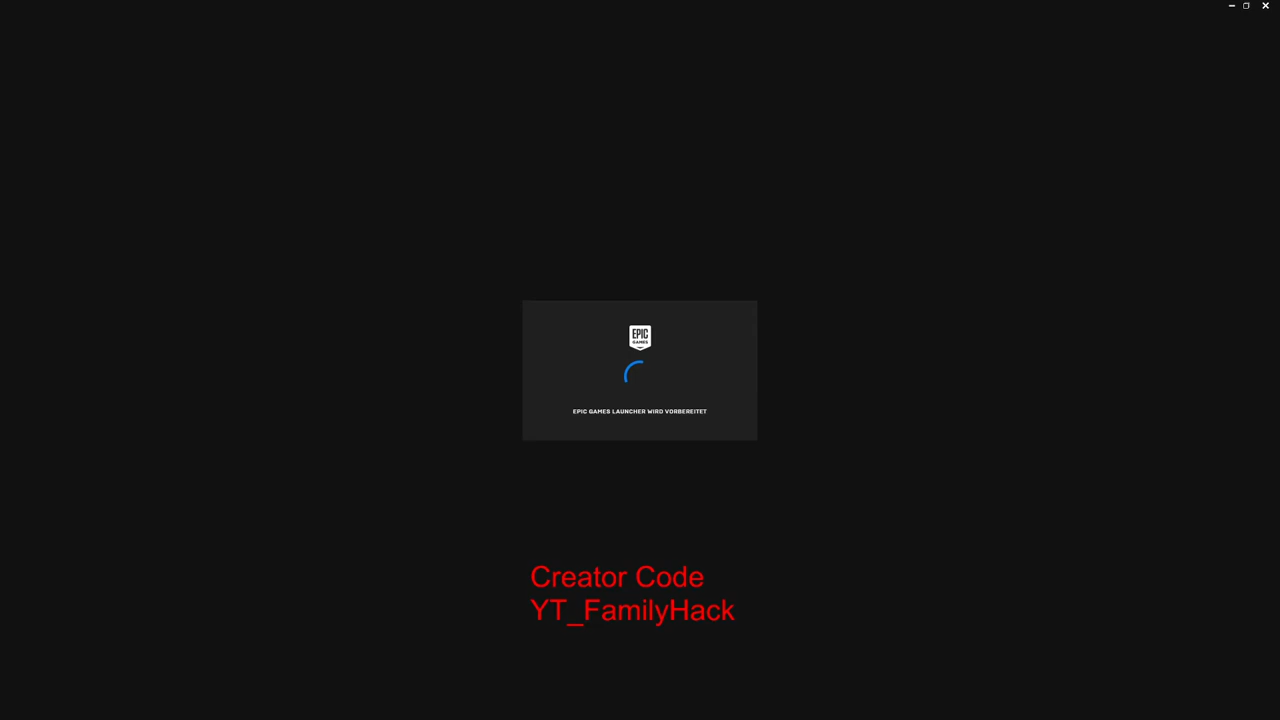 EPIC
GAMES
EPIC GAMES LAUNCHER WIRD VORBEREITET
Creator Code
YT_FamilyHack